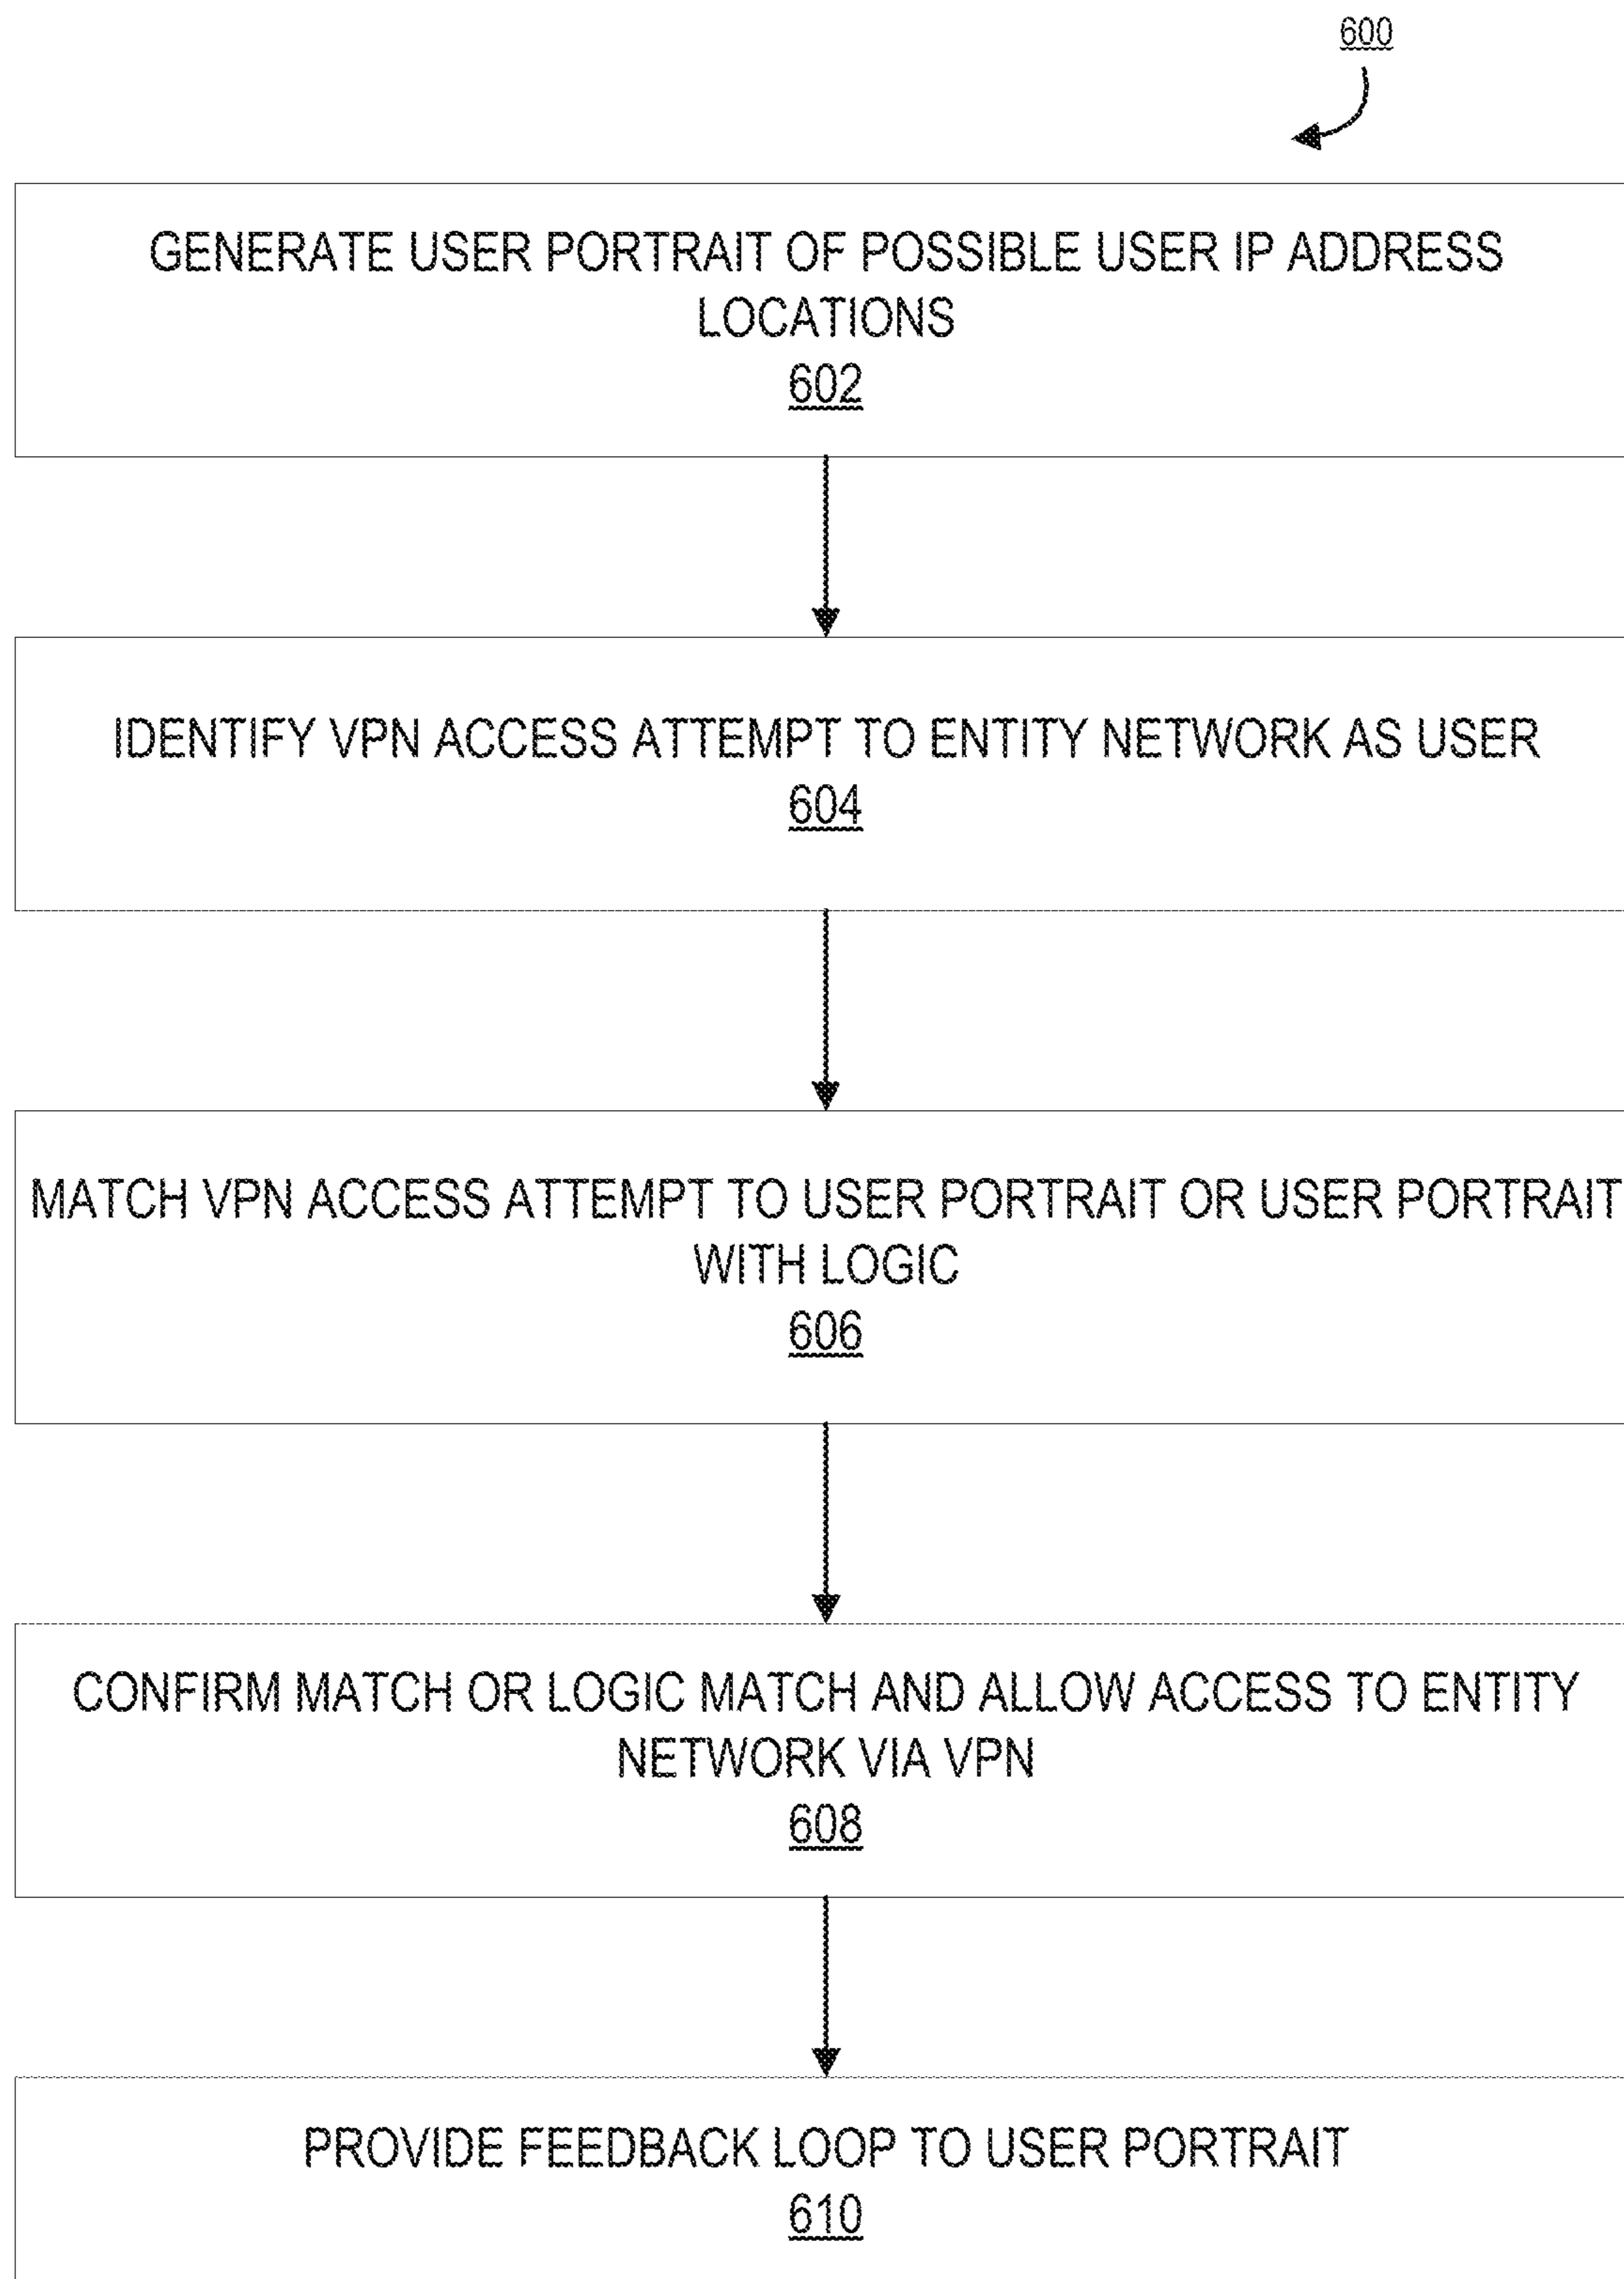 600
GENERATE USER PORTRAIT OF POSSIBLE USER IP ADDRESS
LOCATIONS
602
IDENTIFY VPN ACCESS ATTEMPT TO ENTITY NETWORK AS USER
604
MATCH VPN ACCESS ATTEMPT TO USER PORTRAIT OR USER PORTRAIT
WITH LOGIC
606
CONFIRM MATCH OR LOGIC MATCH AND ALLOW ACCESS TO ENTITY
NETWORK VIA VPN
608
PROVIDE FEEDBACK LOOP TO USER PORTRAIT
610